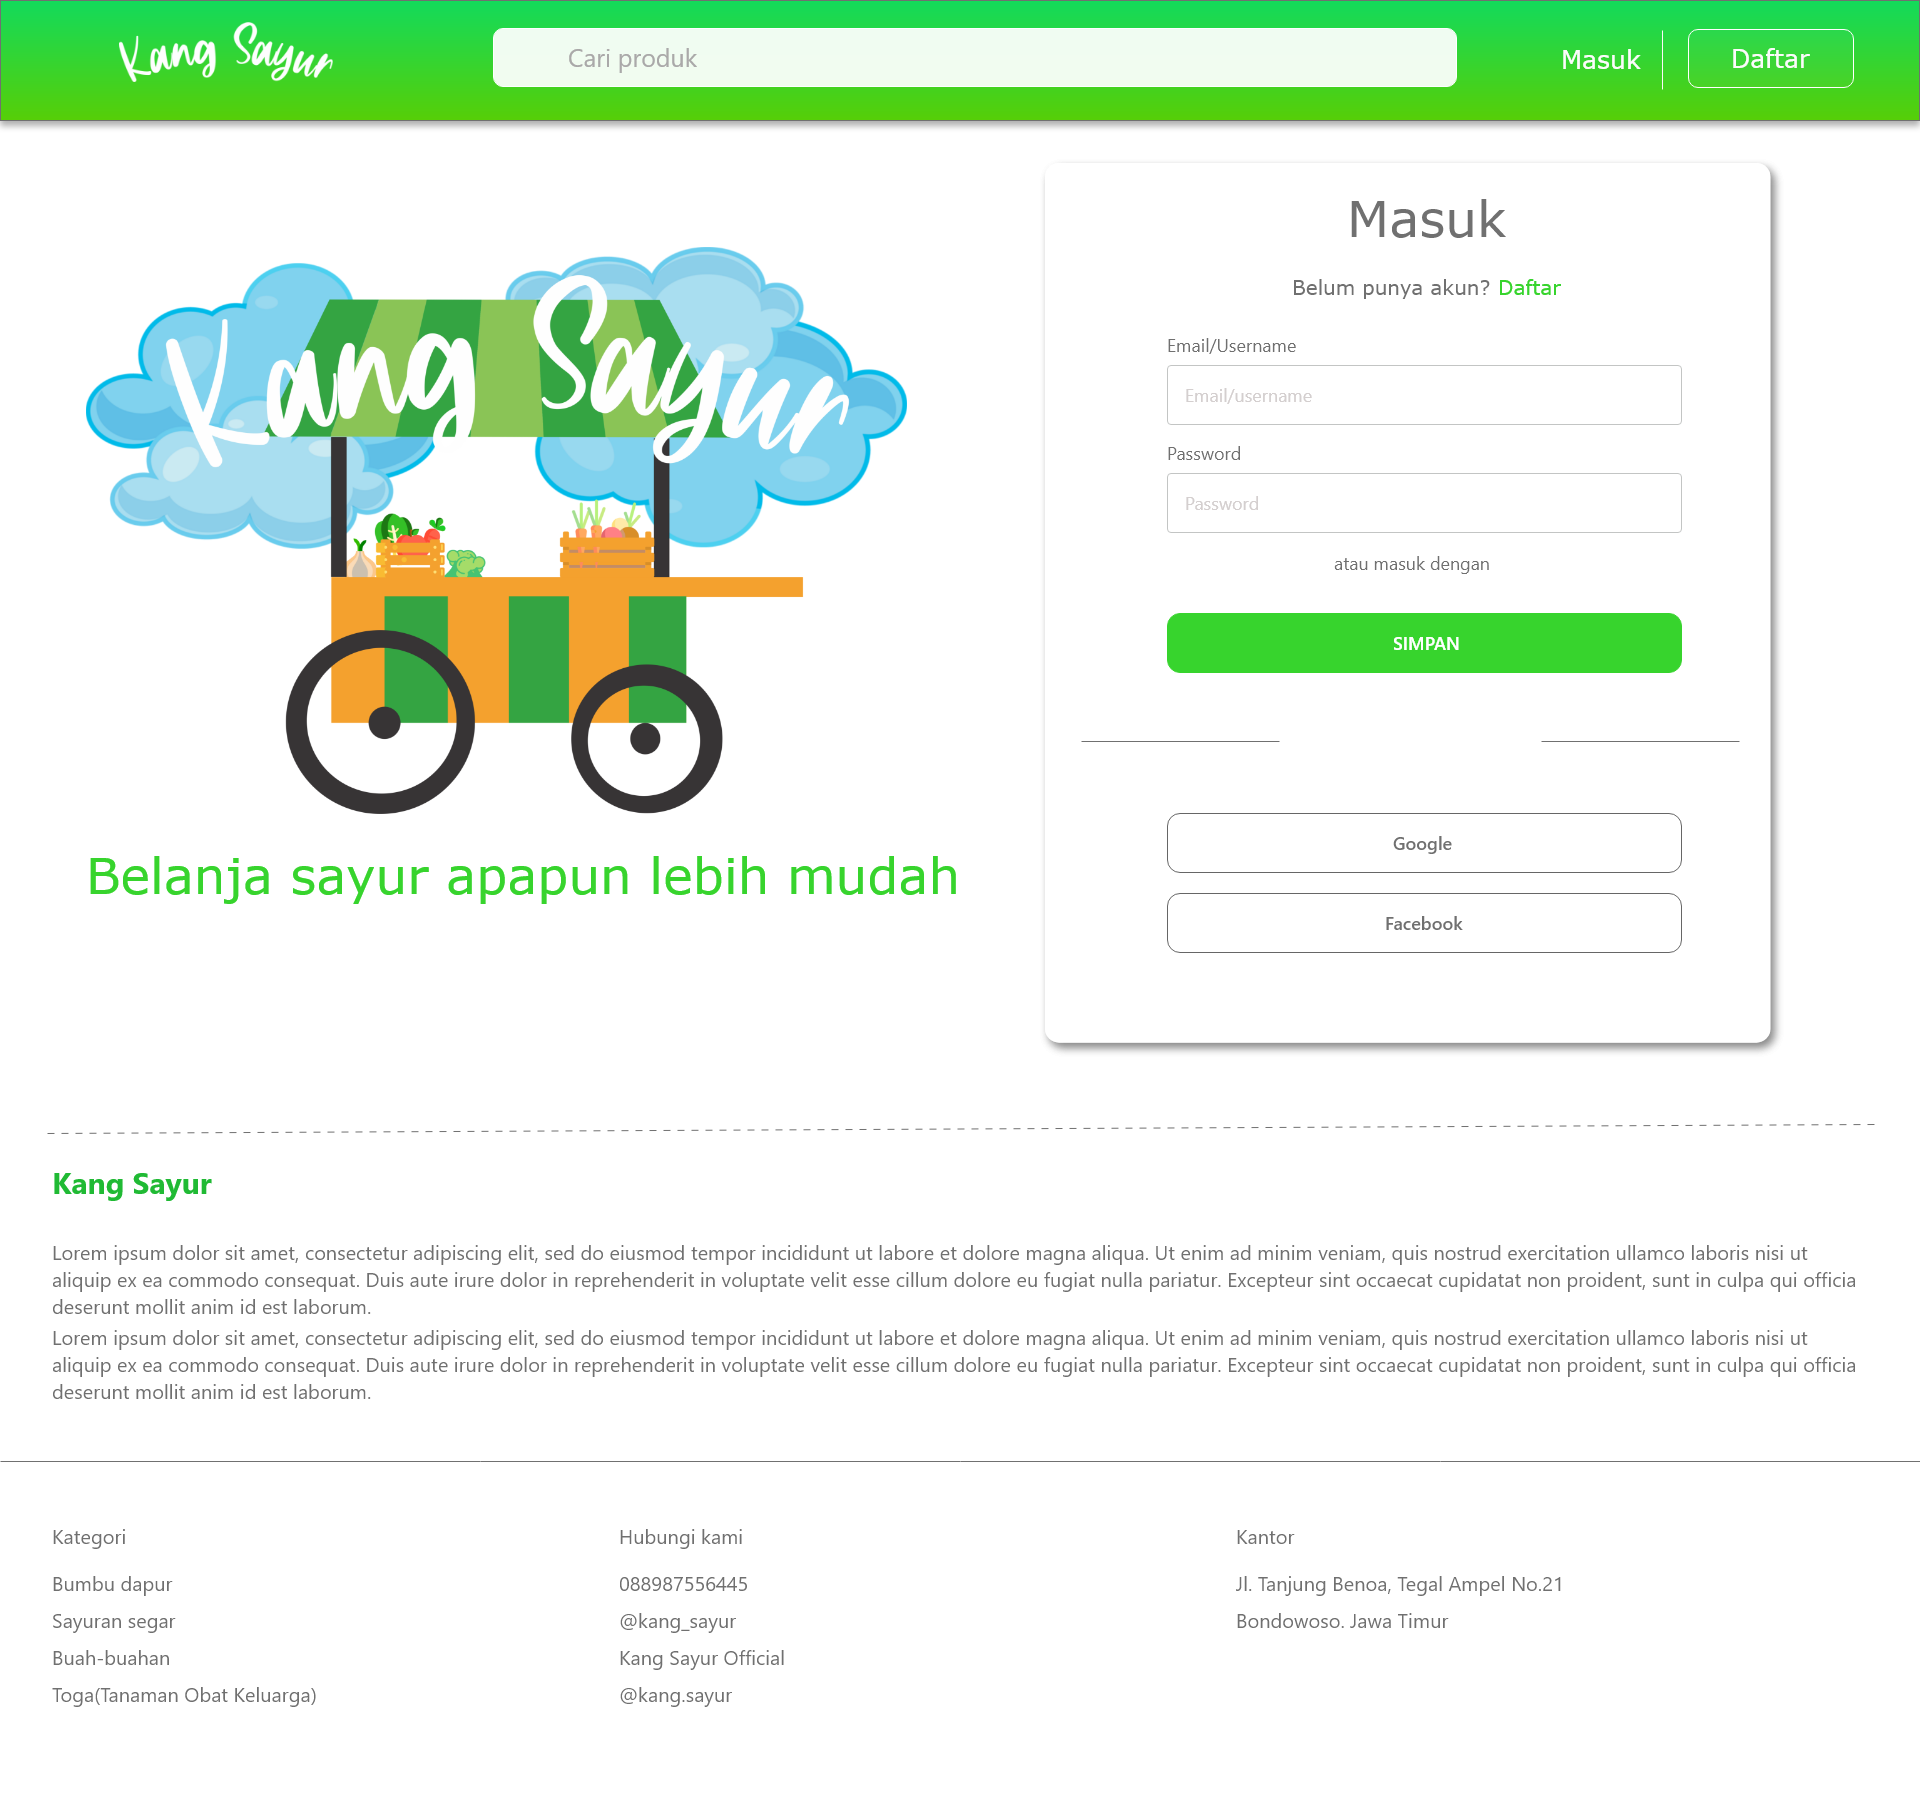 Kang Sayur
Cari produk
Masuk
Daftar
Kang Sayur
Belanja sayur apapun lebih mudah
Masuk
Belum punya akun? Daftar
Email/Username
Email/username
Password
Password
atau masuk dengan
SIMPAN
Google
Facebook
Kang Sayur
Lorem ipsum dolor sit amet, consectetur adipiscing elit, sed do eiusmod tempor incididunt ut labore et dolore magna aliqua. Ut enim ad minim veniam, quis nostrud exercitation ullamco laboris nisi ut
aliquip ex ea commodo consequat. Duis aute irure dolor in reprehenderit in voluptate velit esse cillum dolore eu fugiat nulla pariatur. Excepteur sint occaecat cupidatat non proident, sunt in culpa qui officia
deserunt mollit anim id est laborum.
Lorem ipsum dolor sit amet, consectetur adipiscing elit, sed do eiusmod tempor incididunt ut labore et dolore magna aliqua. Ut enim ad minim veniam, quis nostrud exercitation ullamco laboris nisi ut
aliquip ex ea commodo consequat. Duis aute irure dolor in reprehenderit in voluptate velit esse cillum dolore eu fugiat nulla pariatur. Excepteur sint occaecat cupidatat non proident, sunt in culpa qui officia
deserunt mollit anim id est laborum.
Kategori
Bumbu dapur
Sayuran segar
Buah-buahan
Toga(Tanaman Obat Keluarga)
Hubungi kami
088987556445
@kang_sayur
Kang Sayur Official
@kang.sayur
Kantor
Jl. Tanjung Benoa, Tegal Ampel No.21
Bondowoso. Jawa Timur